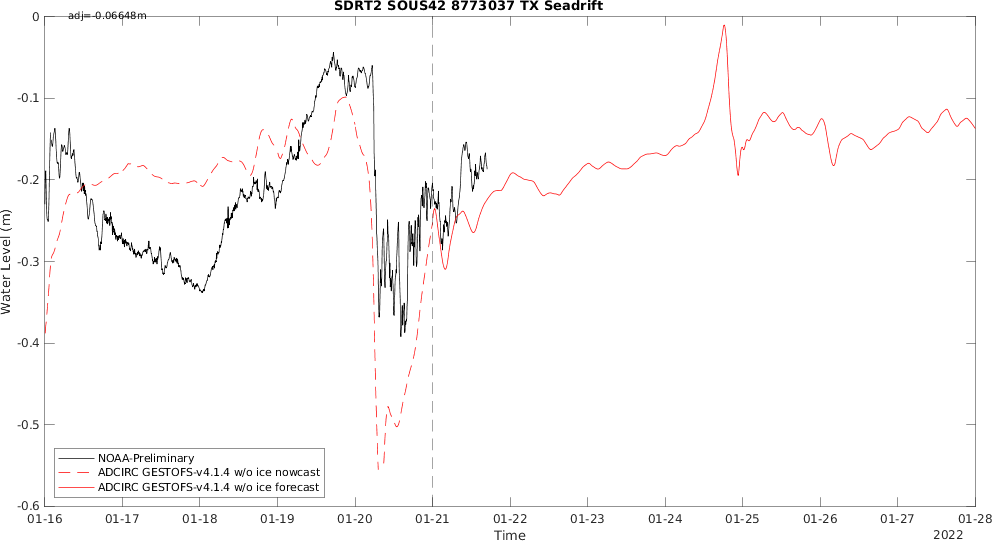 SDRT2 SOUS42 8773037 TX Seadrift
adj=-0.06648m
0
-0.1
-0.2
-0.3
-0.4
-0.5
-0.6
Water Level (m)
NOAA-Preliminary
ADCIRC GESTOFS-v4.1.4 w/o ice nowcast
ADCIRC GESTOFS-v4.1.4 w/o ice forecast
01-16 01-17 01-18 01-19 01-20 01-21 01-22 01-23 01-24 01-25 01-26 01-27 01-28
Time
2022